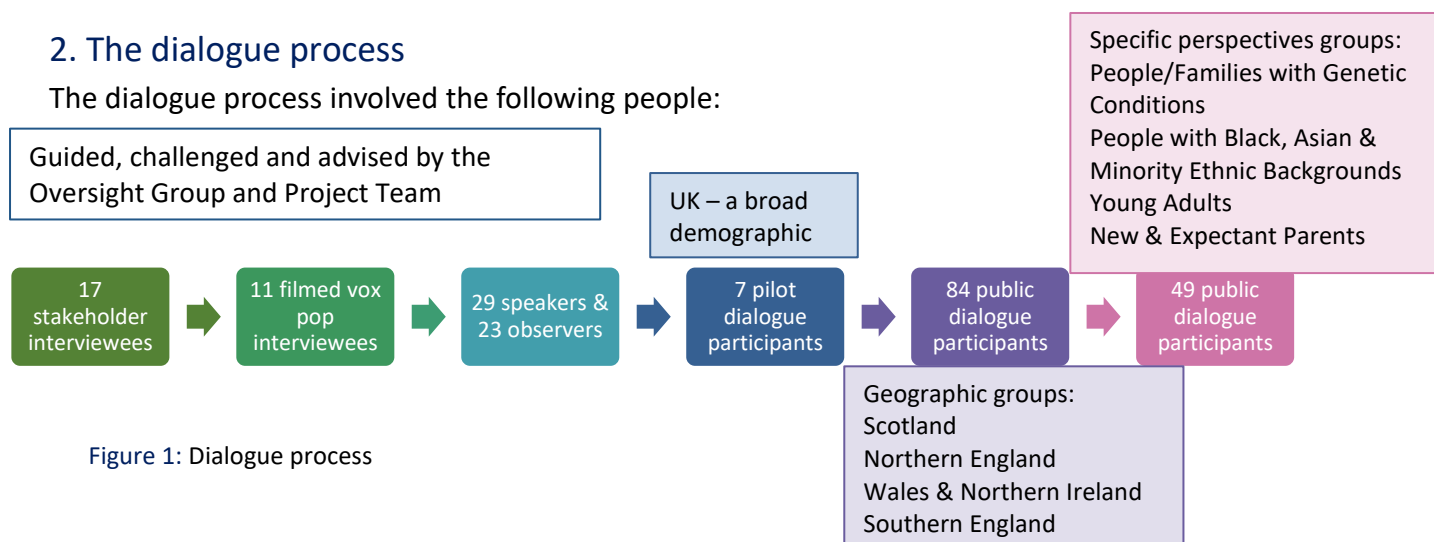 2. The dialogue process
The dialogue process involved the following people:
Guided, challenged and advised by the
Oversight Group and Project Team
UK – a broad
demographic
Specific perspectives groups:
People/Families with Genetic
Conditions
People with Black, Asian &
Minority Ethnic Backgrounds
Young Adults
New & Expectant Parents
17
stakeholder
interviewees
11 filmed vox
pop
interviewees
29 speakers &
23 observers
7 pilot
dialogue
participants
84 public
dialogue
participants
49 public
dialogue
participants
Geographic groups:
Scotland
Northern England
Wales & Northern Ireland
Southern England
Figure 1: Dialogue process